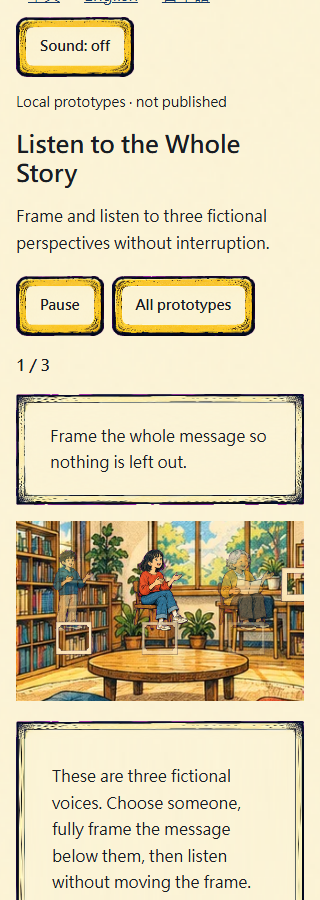 Sound: off
Local prototypes · not published
Listen to the Whole
Story
Frame and listen to three fictional
perspectives without interruption.
Pause
All prototypes
1 / 3
Frame the whole message so
nothing is left out.
These are three fictional
voices. Choose someone,
fully frame the message
below them, then listen
without moving the frame.